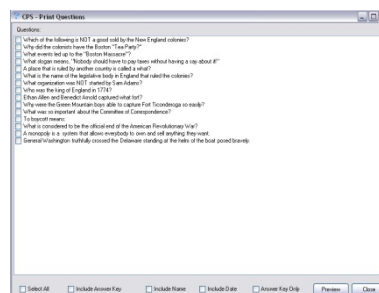 CPS - Print Questions
Questions:
Which of the following is NOT a good sold by the New England colonies?
Why did the colonists have the Boston "Tea Party?"
What events led up to the "Boston Massacre"?
What slogan means, "Nobody should have to pay taxes without having a say about it!"
A place that is ruled by another country is called a what?
What is the name of the legislative body in England that ruled the colonies?
What organization was NOT started by Sam Adams?
Who was the king of England in 1774?
Ethan Allen and Benedict Arnold captured what fort?
Why were the Green Mountain boys able to capture Fort Ticonderoga so easily?
What was so important about the Committee of Correspondence?
To boycott means:
What is considered to be the official end of the American Revolutionary War?
A monopoly is a system that allows everybody to own and sell anything they want.
General Washington truthfully crossed the Delaware standing at the helm of the boat posed bravely.
Select All Include Answer Key Include Name Include Date Answer Key Only Preview Close